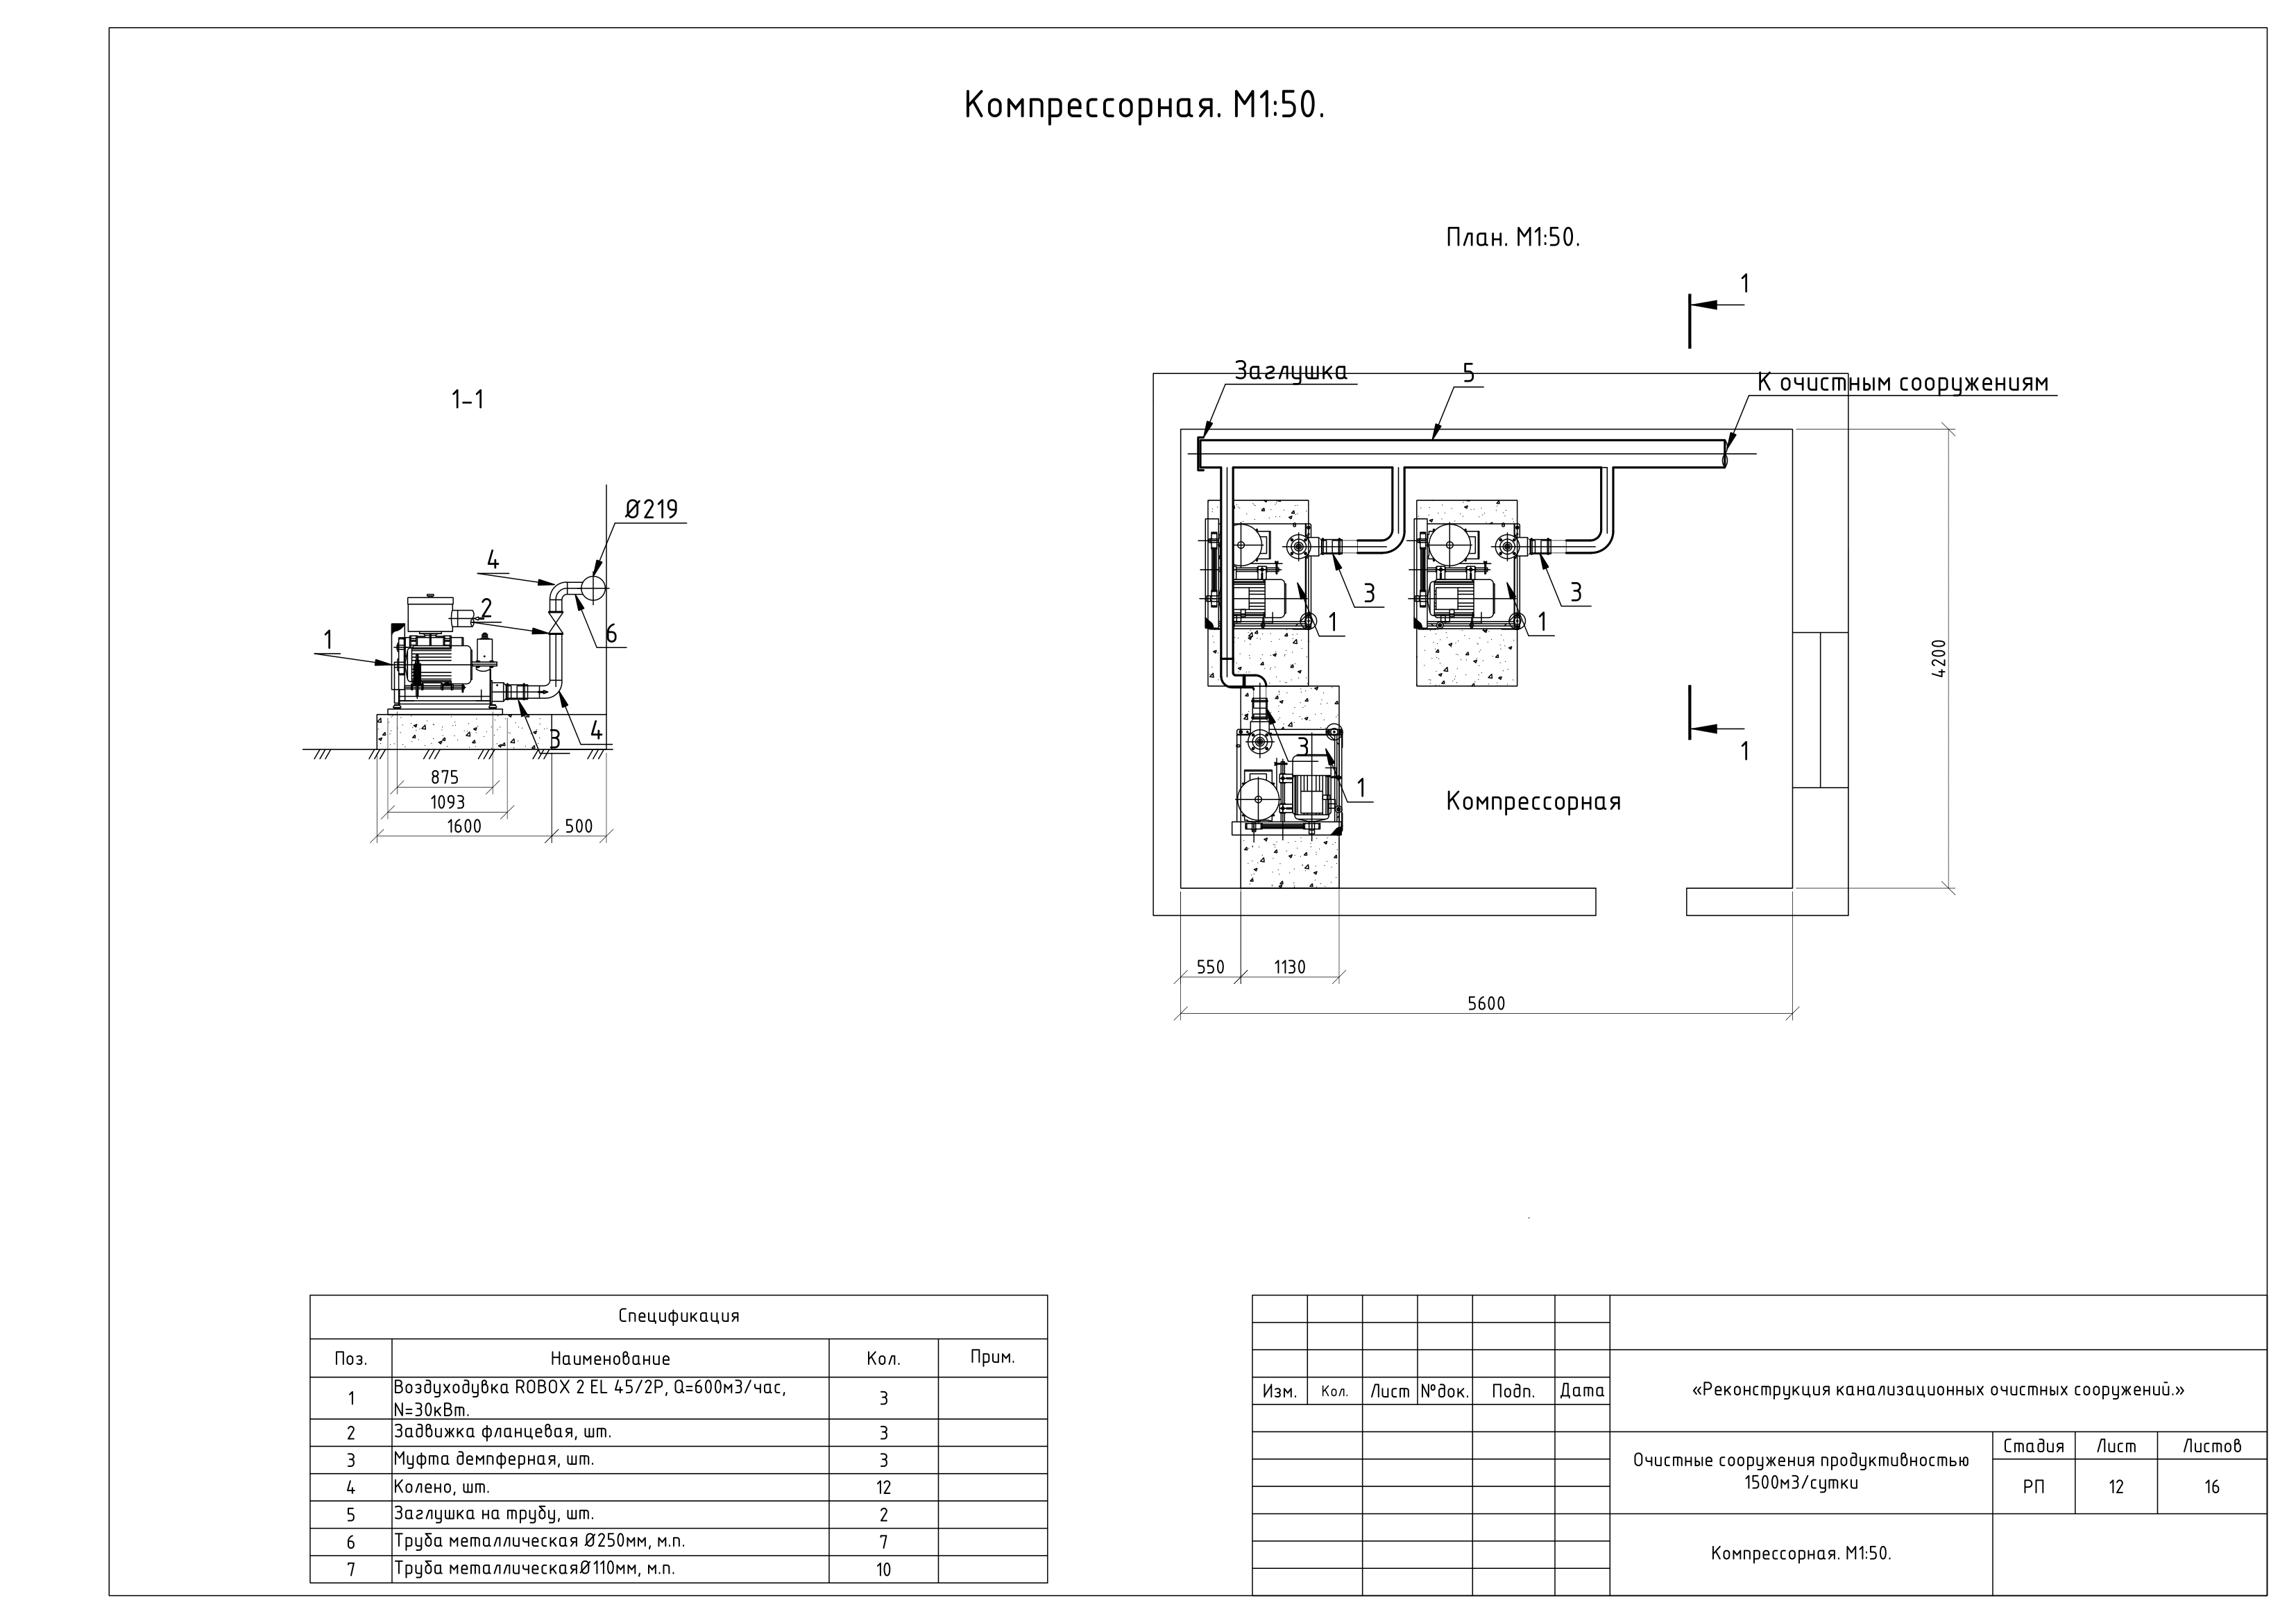 Компрессорная. М1:50.
План. М1:50.
1
Заглушка
5
К очистным сооружениям
1-1
Ø219
4
2
1
6
3
3
1
1
4200
4
3
3
1
1
875
Компрессорная
1093
1600
500
550
1130
5600
Спецификация
Поз.
Наименование
Кол.
Прим.
1
Воздуходувка ROBOX 2 EL 45/2P, Q=600м3/час,
N=30кВт.
3
2
Задвижка фланцевая, шт.
3
3
Муфта демпферная, шт.
3
4
Колено, шт.
12
5
Заглушка на трубу, шт.
2
6
Труба металлическая Ø250мм, м.п.
7
7
Труба металлическаяØ110мм, м.п.
10
Изм.
Кол.
Лист
№док.
Подп.
Дата
«Реконструкция канализационных очистных сооружений.»
Очистные сооружения продуктивностью
1500м3/сутки
Стадия
Лист
Листов
РП
12
16
Компрессорная. М1:50.